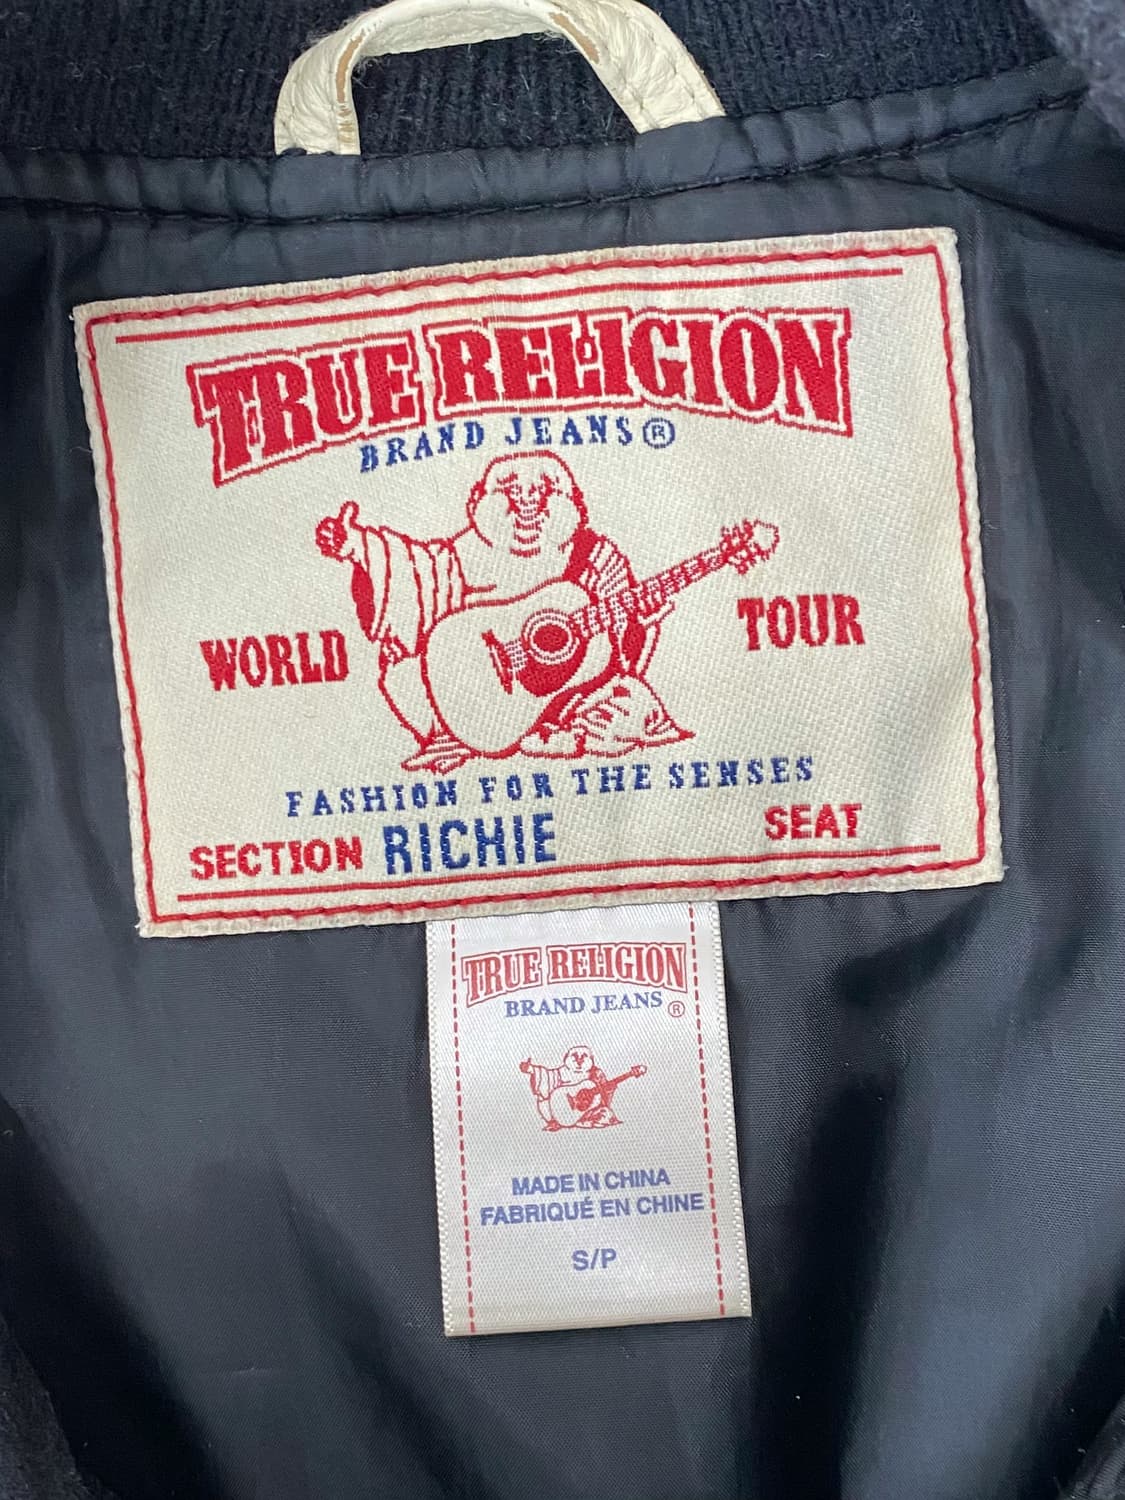 TRUE RELIGION
BRAND JEANS®
WORLD TOUR
FASHION FOR THE SENSES
SECTION RICHIE SEAT
TRUE RELIGION
BRAND JEANS ®
MADE IN CHINA
FABRIQUÉ EN CHINE
S/P